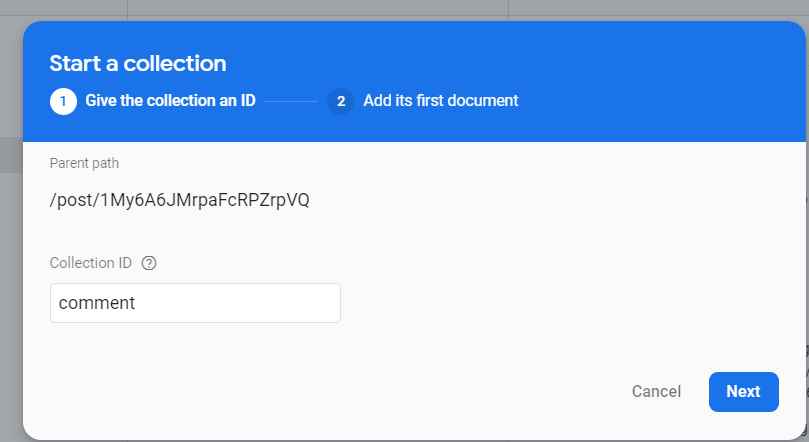 Start a collection
1 Give the collection an ID 2 Add its first document
Parent path
/post/1My6A6JMrpaFcRPZrpVQ
Collection ID ?
comment
Cancel Next